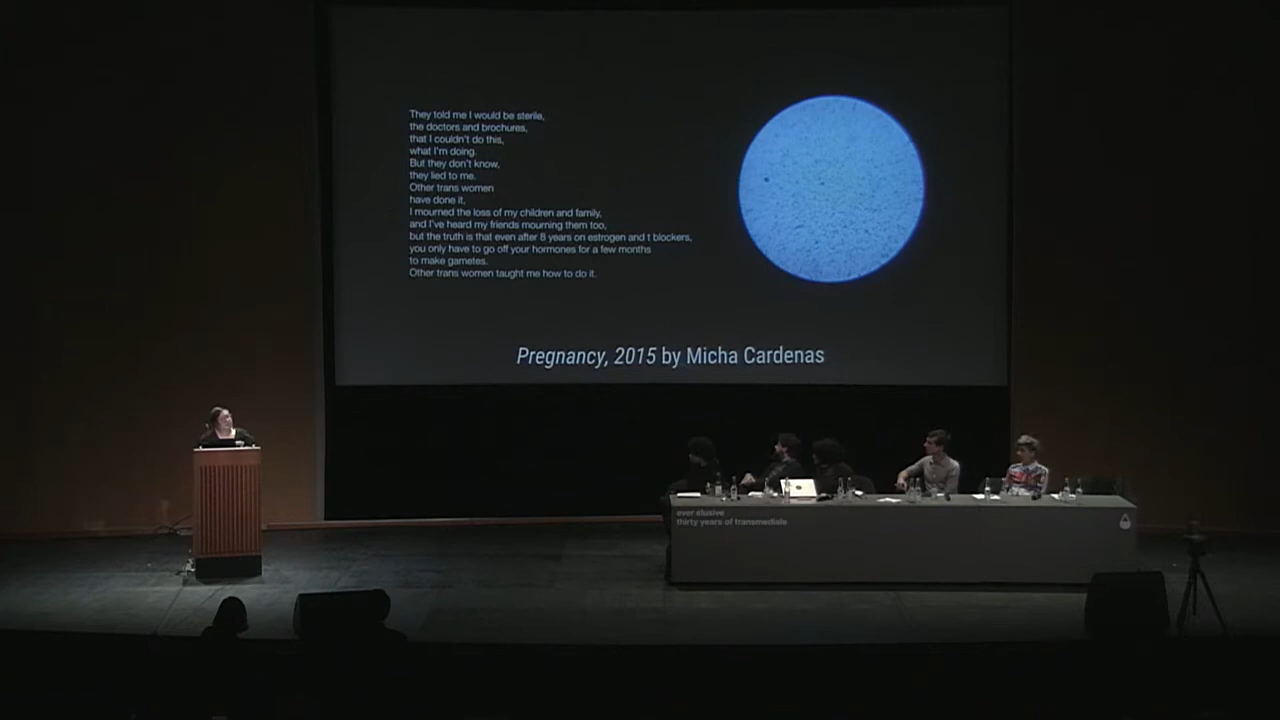 They told me I would be sterile,
the doctors and brochures,
that I couldn't do this,
what I'm doing.
But they don't know,
they lied to me.
Other trans women
have done it.
I mourned the loss of my children and family,
and I've heard my friends mourning them too,
but the truth is that even after 8 years on estrogen and t blockers,
you only have to go off your hormones for a few months
to make gametes.
Other trans women taught me how to do it.
Pregnancy, 2015 by Micha Cardenas
ever elusive
thirty years of transmediale